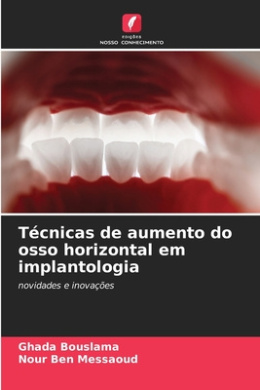 edições
NOSSO CONHECIMENTO
Técnicas de aumento do
osso horizontal em
implantologia
novidades e inovações
Ghada Bouslama
Nour Ben Messaoud